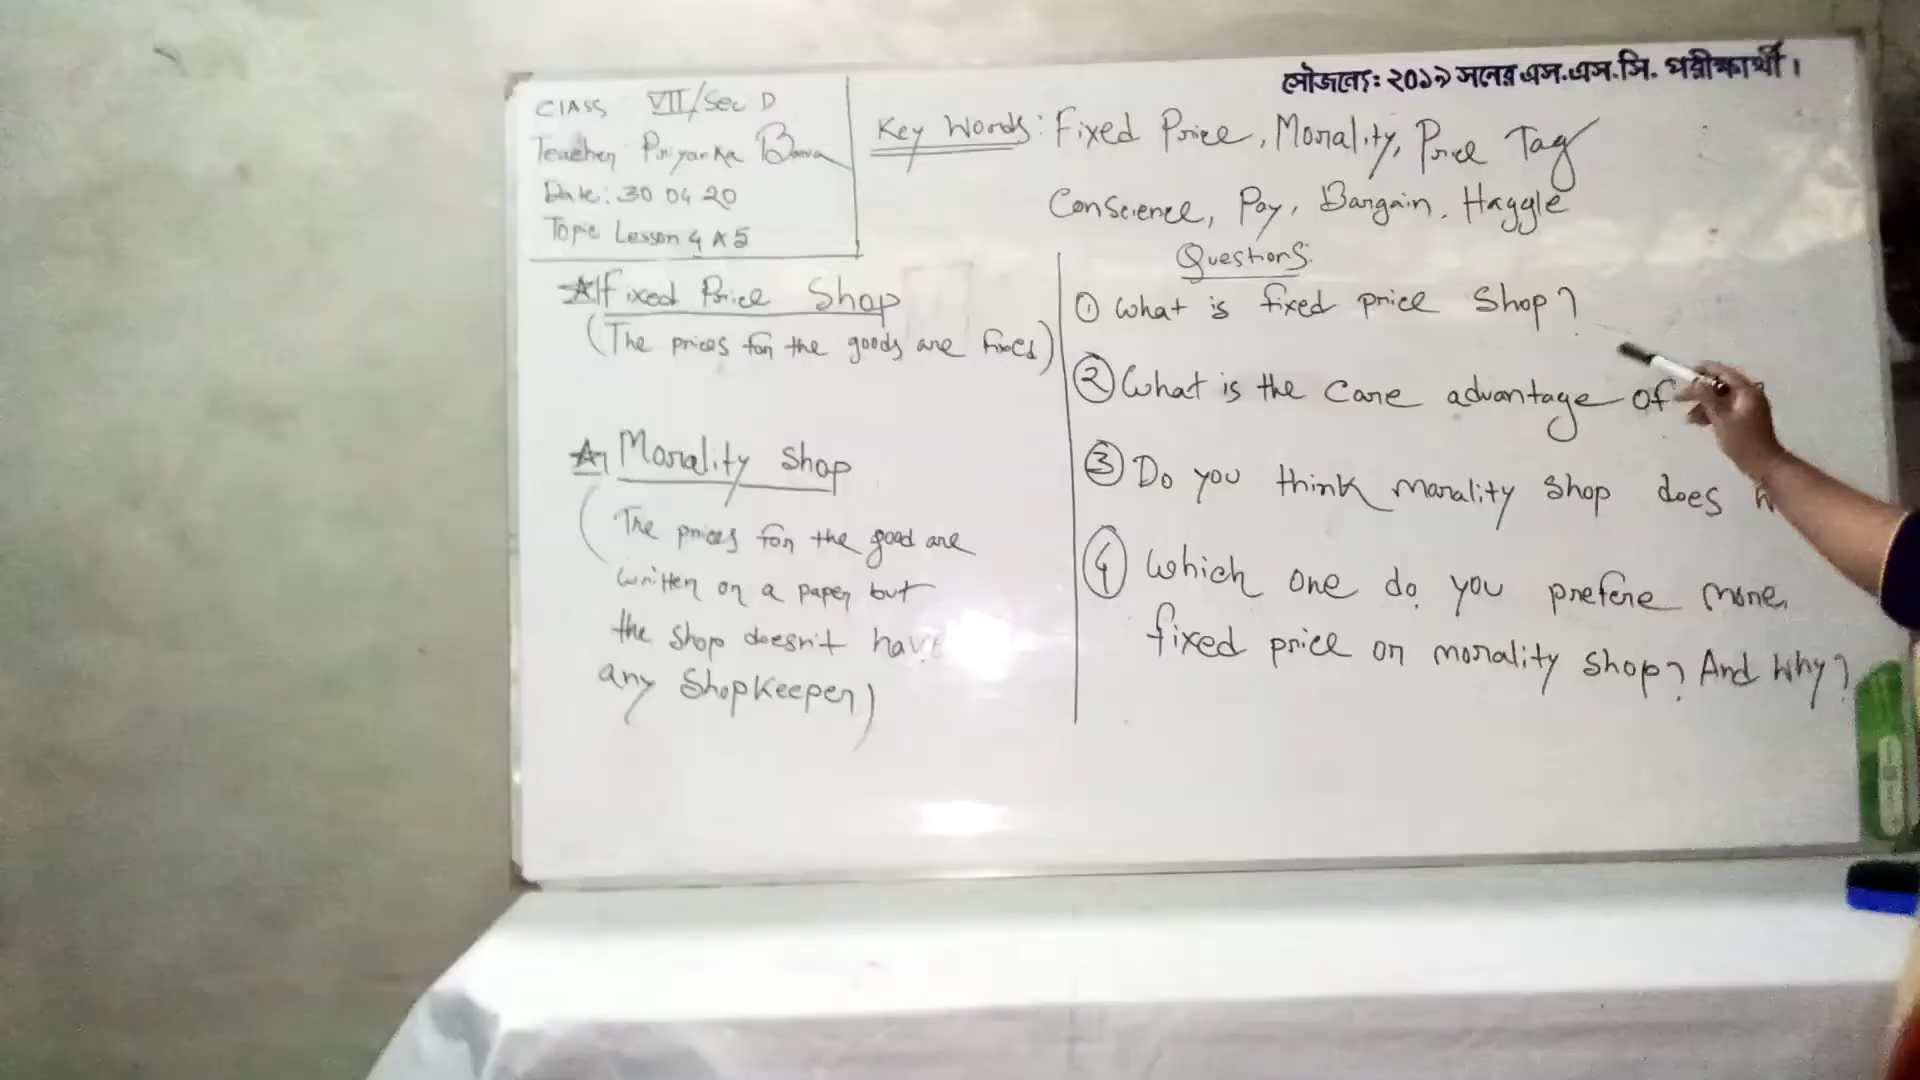 সৌজন্যে: ২০১৯ সনের এস.এস.সি. পরীক্ষার্থী।
Class VII/Sec D
Teacher Priyanka
Date: 30 04 20
Topic Lesson 4 & 5
Key Words: Fixed Price, Morality, Price Tag
Conscience, Pay, Bargain, Haggle
Fixed Price Shop
(The prices for the goods are fixed)
Morality Shop
(The prices for the good are
written on a paper but
the shop doesn't have
any Shopkeeper)
Questions:
① What is fixed price Shop?
② What is the care advantage of
③ Do you think morality shop does
④ Which one do you prefere more,
fixed price or morality shop? And Why?